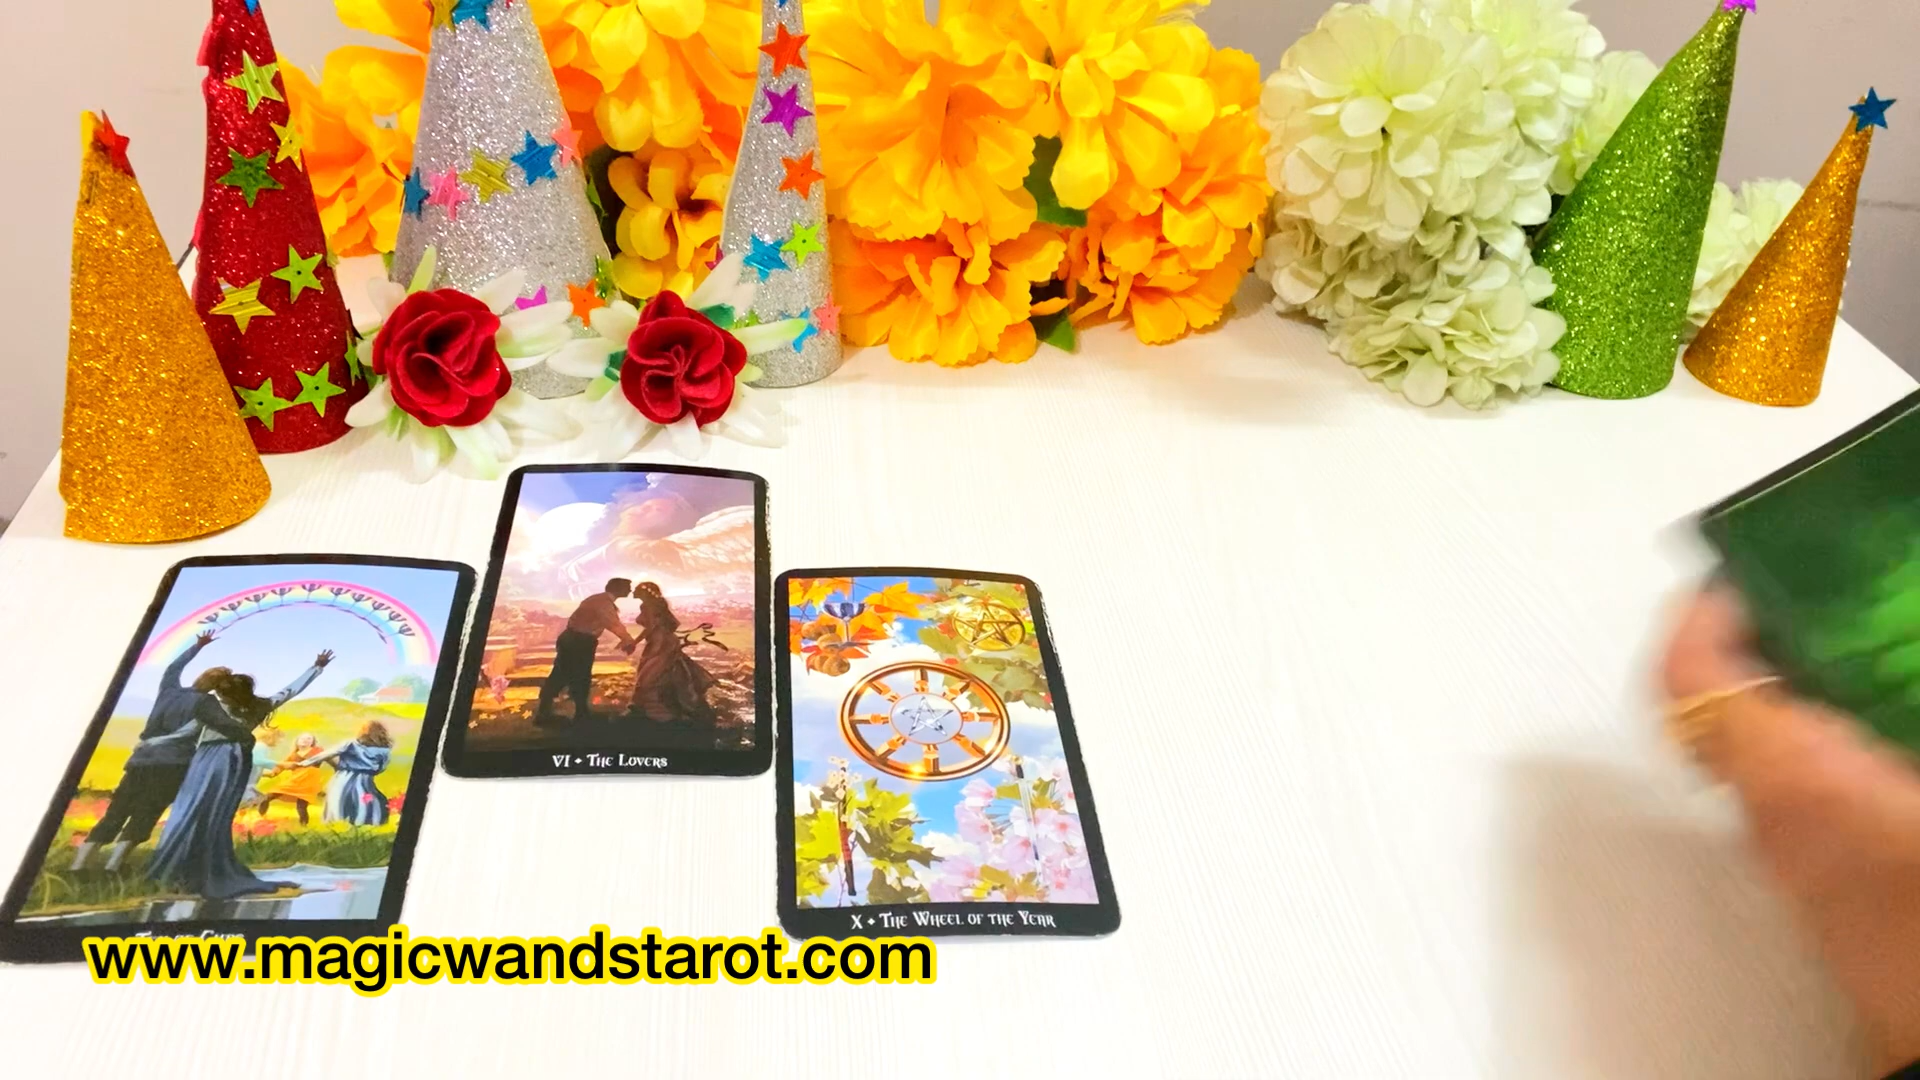 VI ⬩ The Lovers
X ⬩ The Wheel of the Year
www.magicwandstarot.com